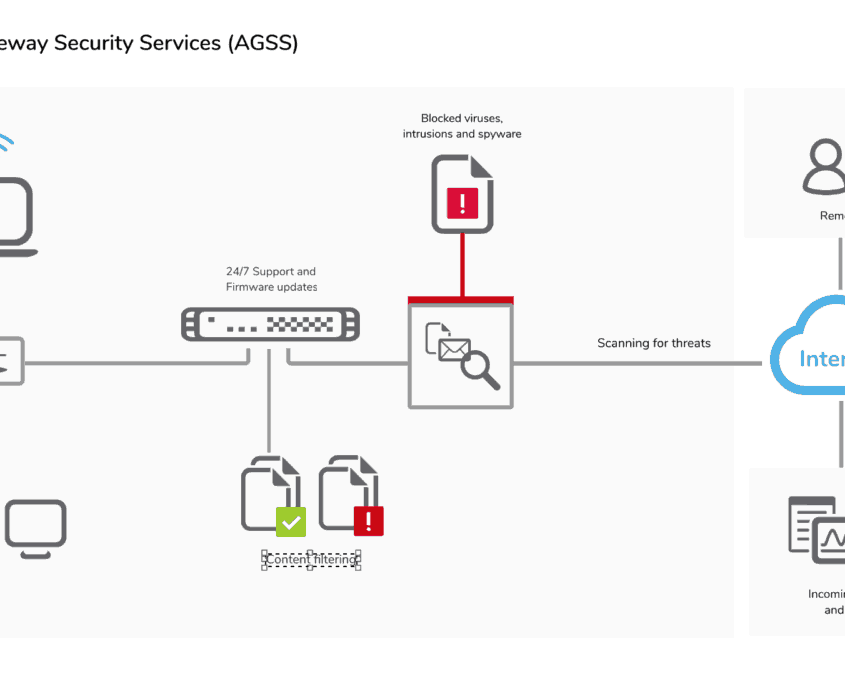 eway Security Services (AGSS)
Blocked viruses,
intrusions and spyware
24/7 Support and
Firmware updates
Scanning for threats
Rem
Inter
Content filtering
Incomin
and